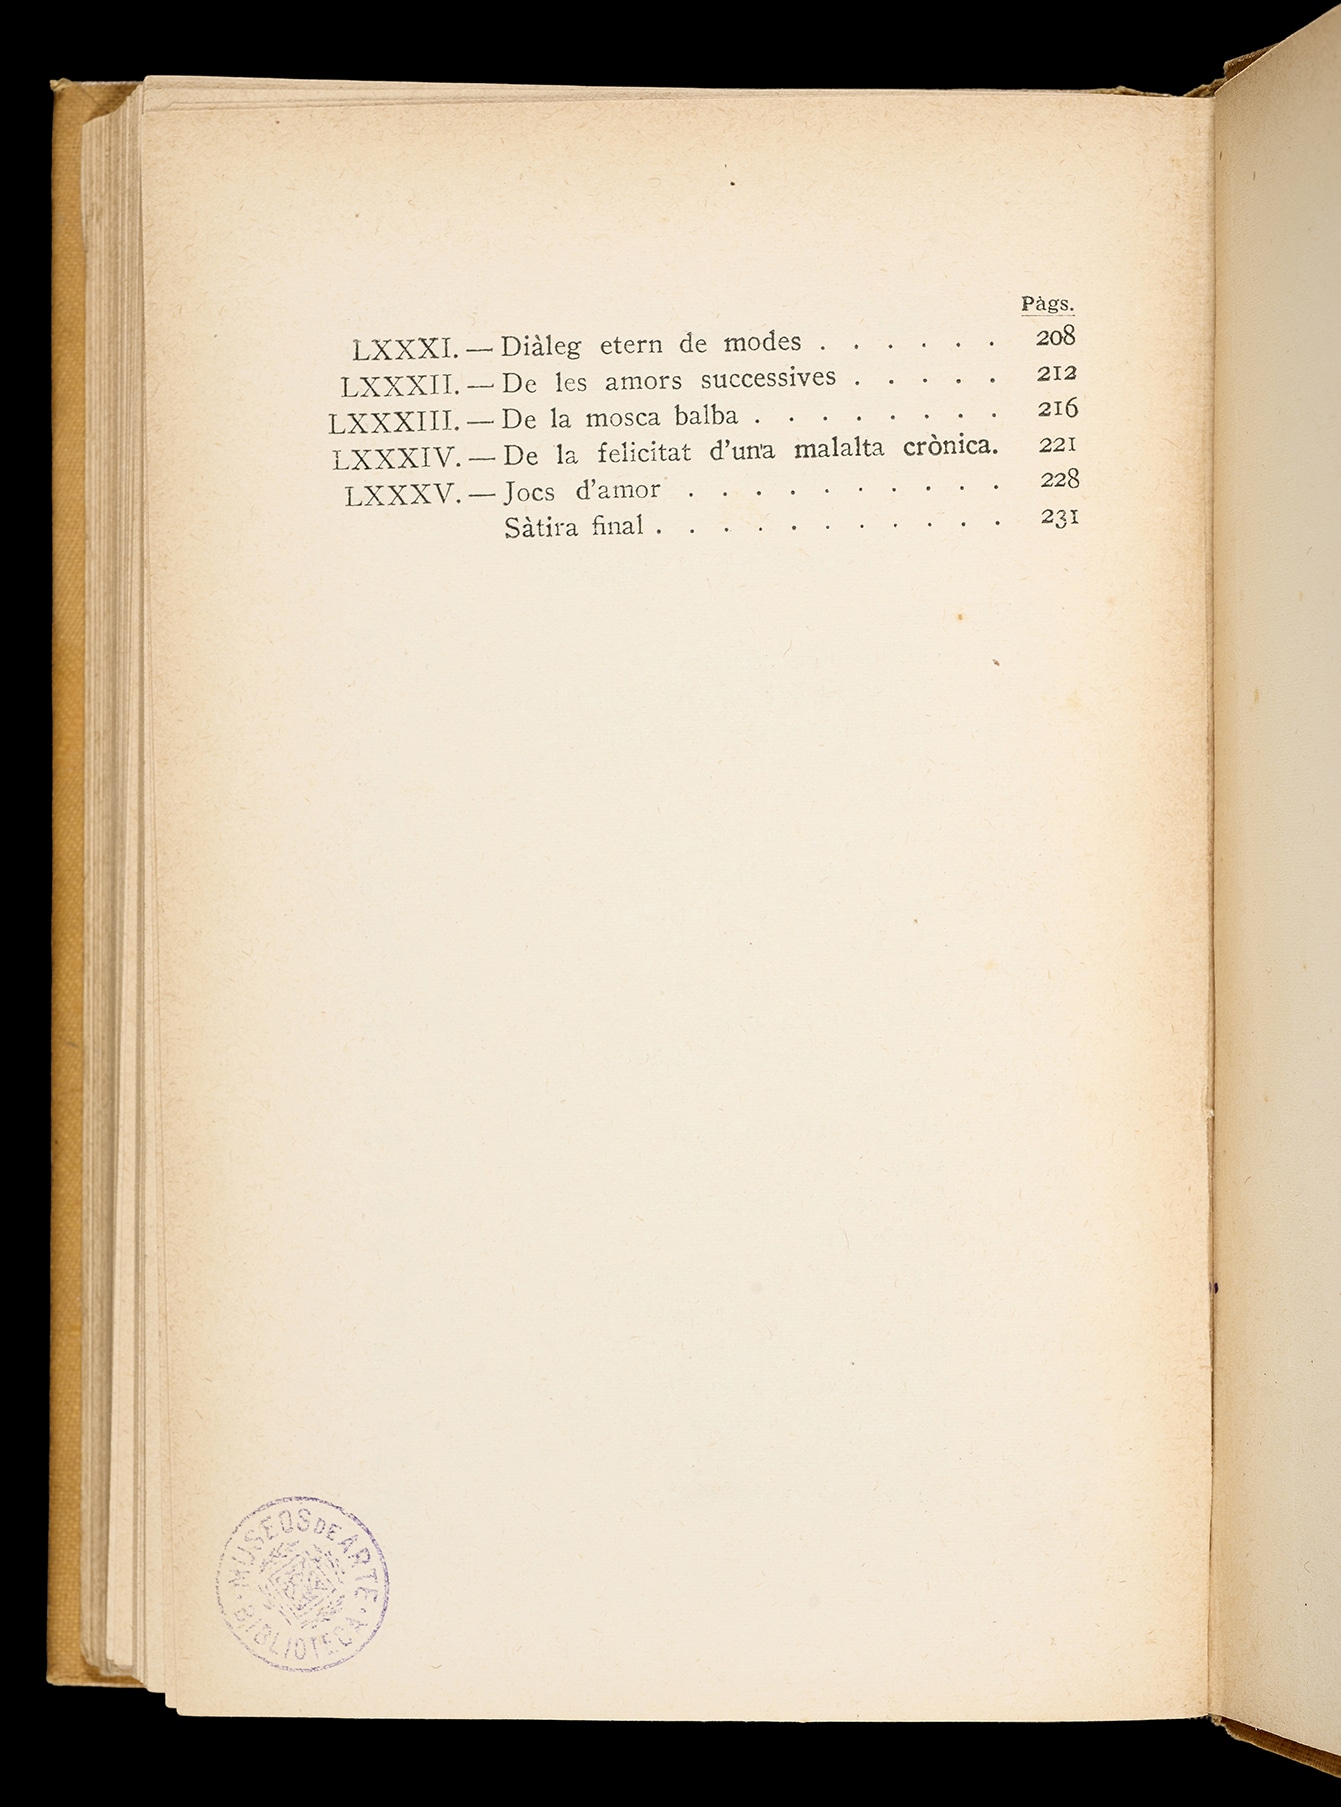 Pàgs.
LXXXI. — Diàleg etern de modes . . . . . . 208
LXXXII. — De les amors successives . . . . . 212
LXXXIII. — De la mosca balba . . . . . . . . 216
LXXXIV. — De la felicitat d'una malalta crònica. 221
LXXXV. — Jocs d'amor . . . . . . . . . . 228
Sàtira final . . . . . . . . . . . 231
MUSEOS DE ARTE
· BIBLIOTECA ·